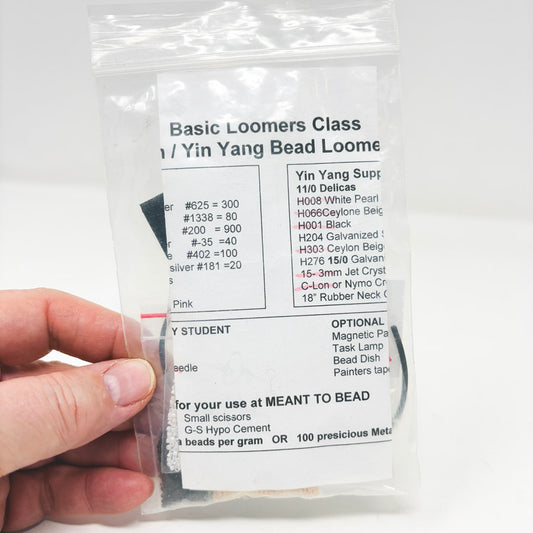 Basic Loomers Class
n / Yin Yang Bead Loome
er #625 = 300
#1338 = 80
#200 = 900
er #-35 =40
e #402 =100
silver #181 =20
s
Pink
Yin Yang Supp
11/0 Delicas
H008 White Pearl
H066Ceylone Beig
H001 Black
H204 Galvanized S
H303 Ceylon Beige
H276 15/0 Galvan
15- 3mm Jet Cryst
C-Lon or Nymo Cr
18" Rubber Neck C
Y STUDENT
eedle
OPTIONAL
Magnetic Pa
Task Lamp
Bead Dish
Painters tape
for your use at MEANT TO BEAD
Small scissors
G-S Hypo Cement
a beads per gram OR 100 presicious Meta